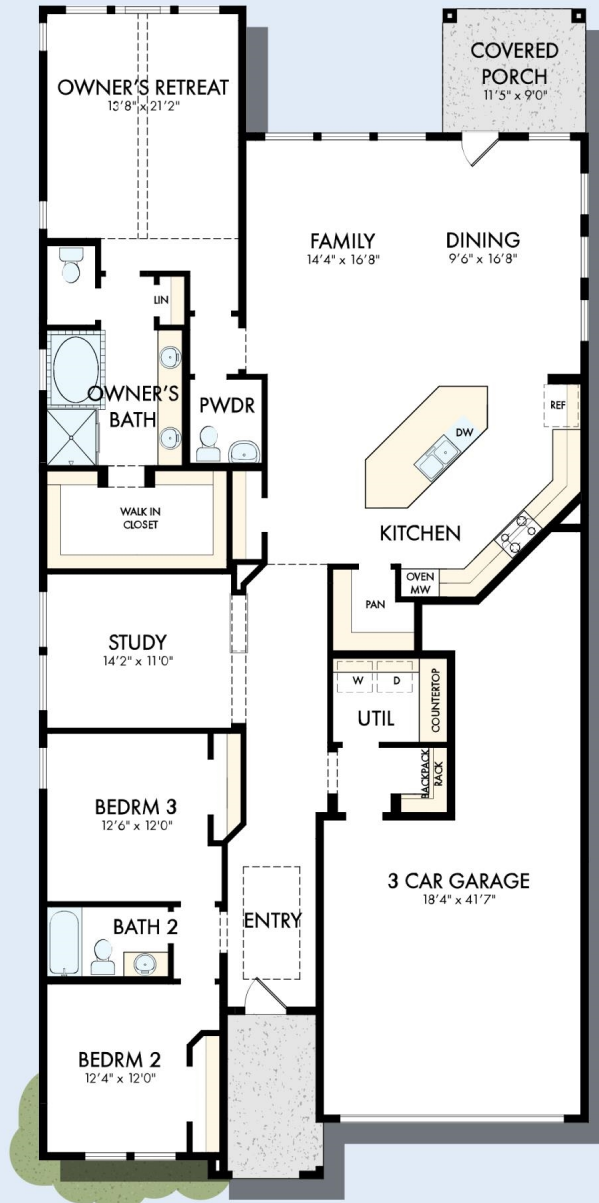 COVERED
PORCH
11'5" x 9'0"
OWNER'S RETREAT
13'8" x 21'2"
FAMILY
14'4" x 16'8"
DINING
9'6" x 16'8"
LIN
OWNER'S
BATH
PWDR
REF
DW
WALK IN
CLOSET
KITCHEN
OVEN
MW
PAN
STUDY
14'2" x 11'0"
W
D
COUNTERTOP
UTIL
BACKPACK
RACK
BEDRM 3
12'6" x 12'0"
3 CAR GARAGE
18'4" x 41'7"
BATH 2
ENTRY
BEDRM 2
12'4" x 12'0"